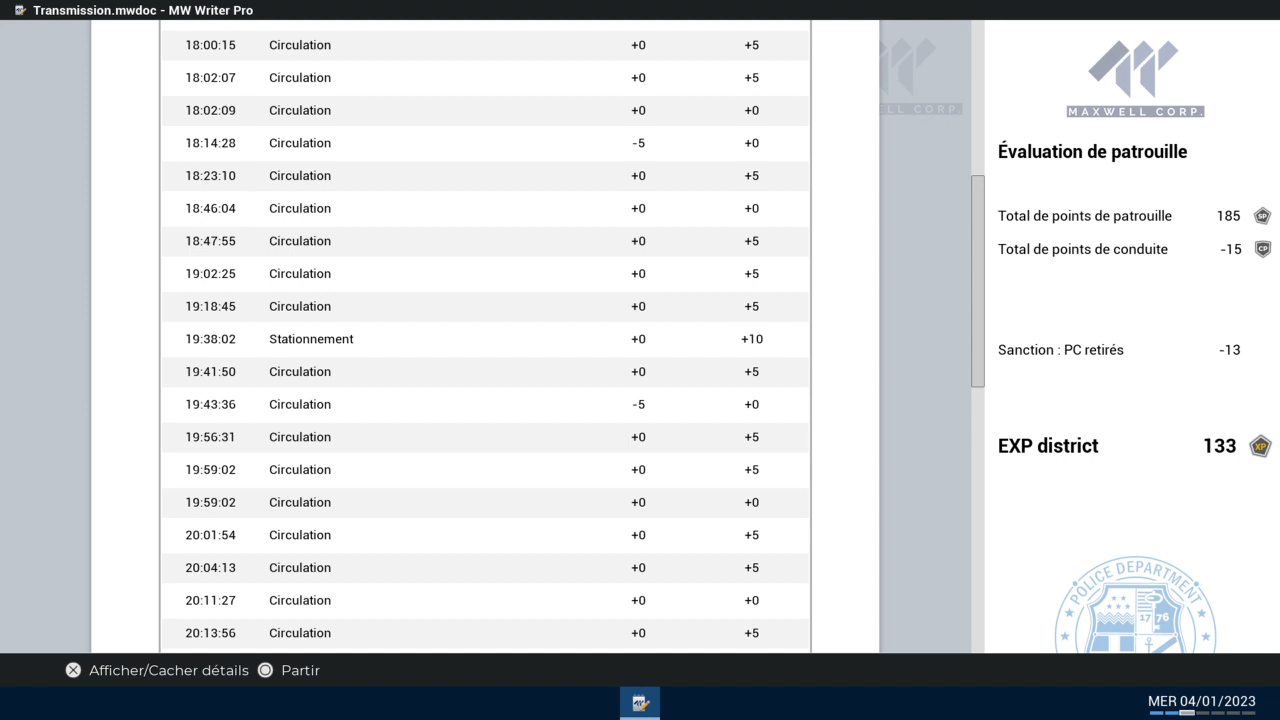 Transmission.mwdoc - MW Writer Pro
18:00:15 Circulation +0 +5
18:02:07 Circulation +0 +5
18:02:09 Circulation +0 +0
18:14:28 Circulation -5 +0
18:23:10 Circulation +0 +5
18:46:04 Circulation +0 +0
18:47:55 Circulation +0 +5
19:02:25 Circulation +0 +5
19:18:45 Circulation +0 +5
19:38:02 Stationnement +0 +10
19:41:50 Circulation +0 +5
19:43:36 Circulation -5 +0
19:56:31 Circulation +0 +5
19:59:02 Circulation +0 +5
19:59:02 Circulation +0 +0
20:01:54 Circulation +0 +5
20:04:13 Circulation +0 +5
20:11:27 Circulation +0 +0
20:13:56 Circulation +0 +5
LL CORP.
MAXWELL CORP.
Évaluation de patrouille
Total de points de patrouille 185 SP
Total de points de conduite -15 CP
Sanction : PC retirés -13
EXP district 133 XP
POLICE DEPARTMENT
17 76
Afficher/Cacher détails Partir
MER 04/01/2023